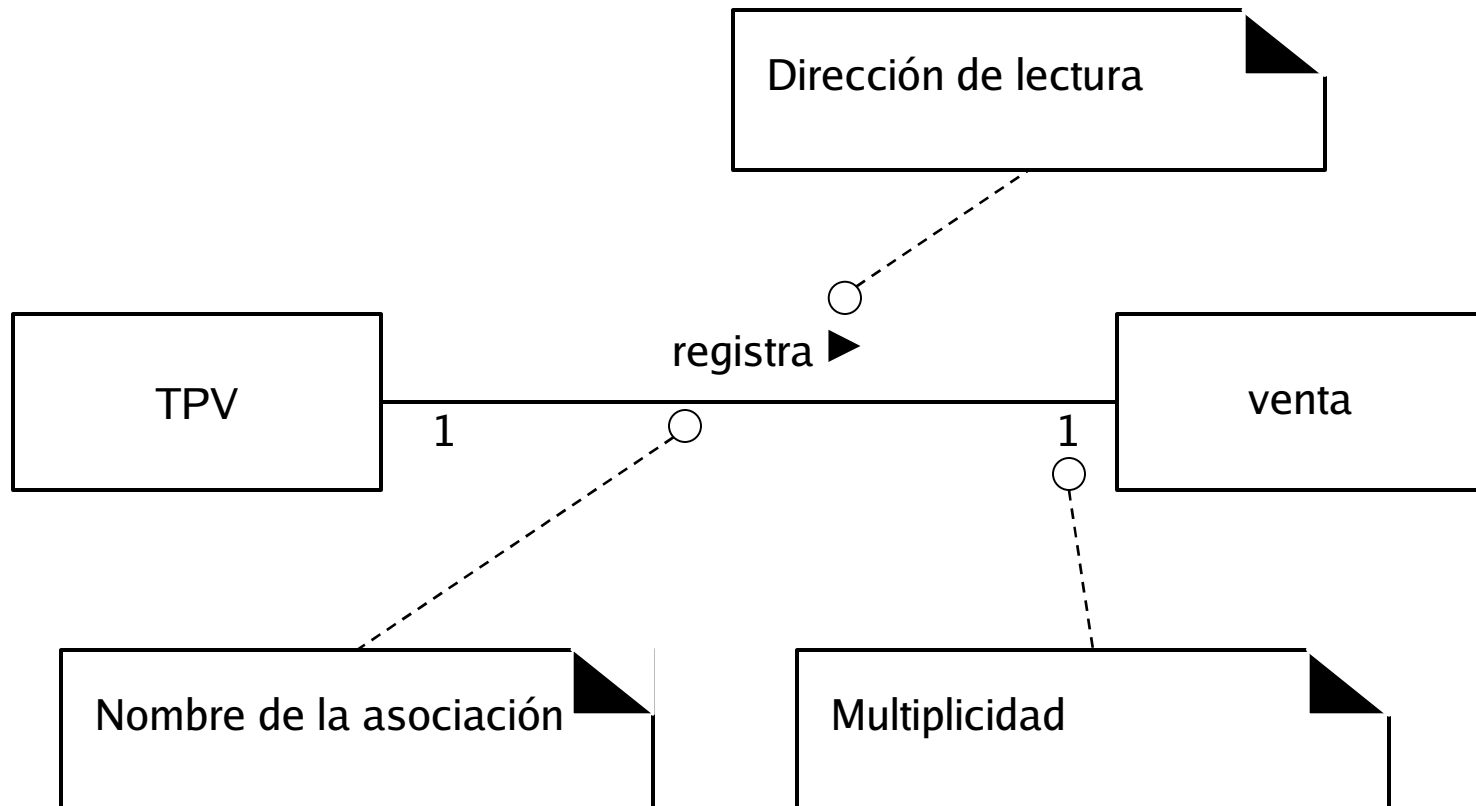 Dirección de lectura
registra ►
TPV
venta
1
1
Nombre de la asociación
Multiplicidad